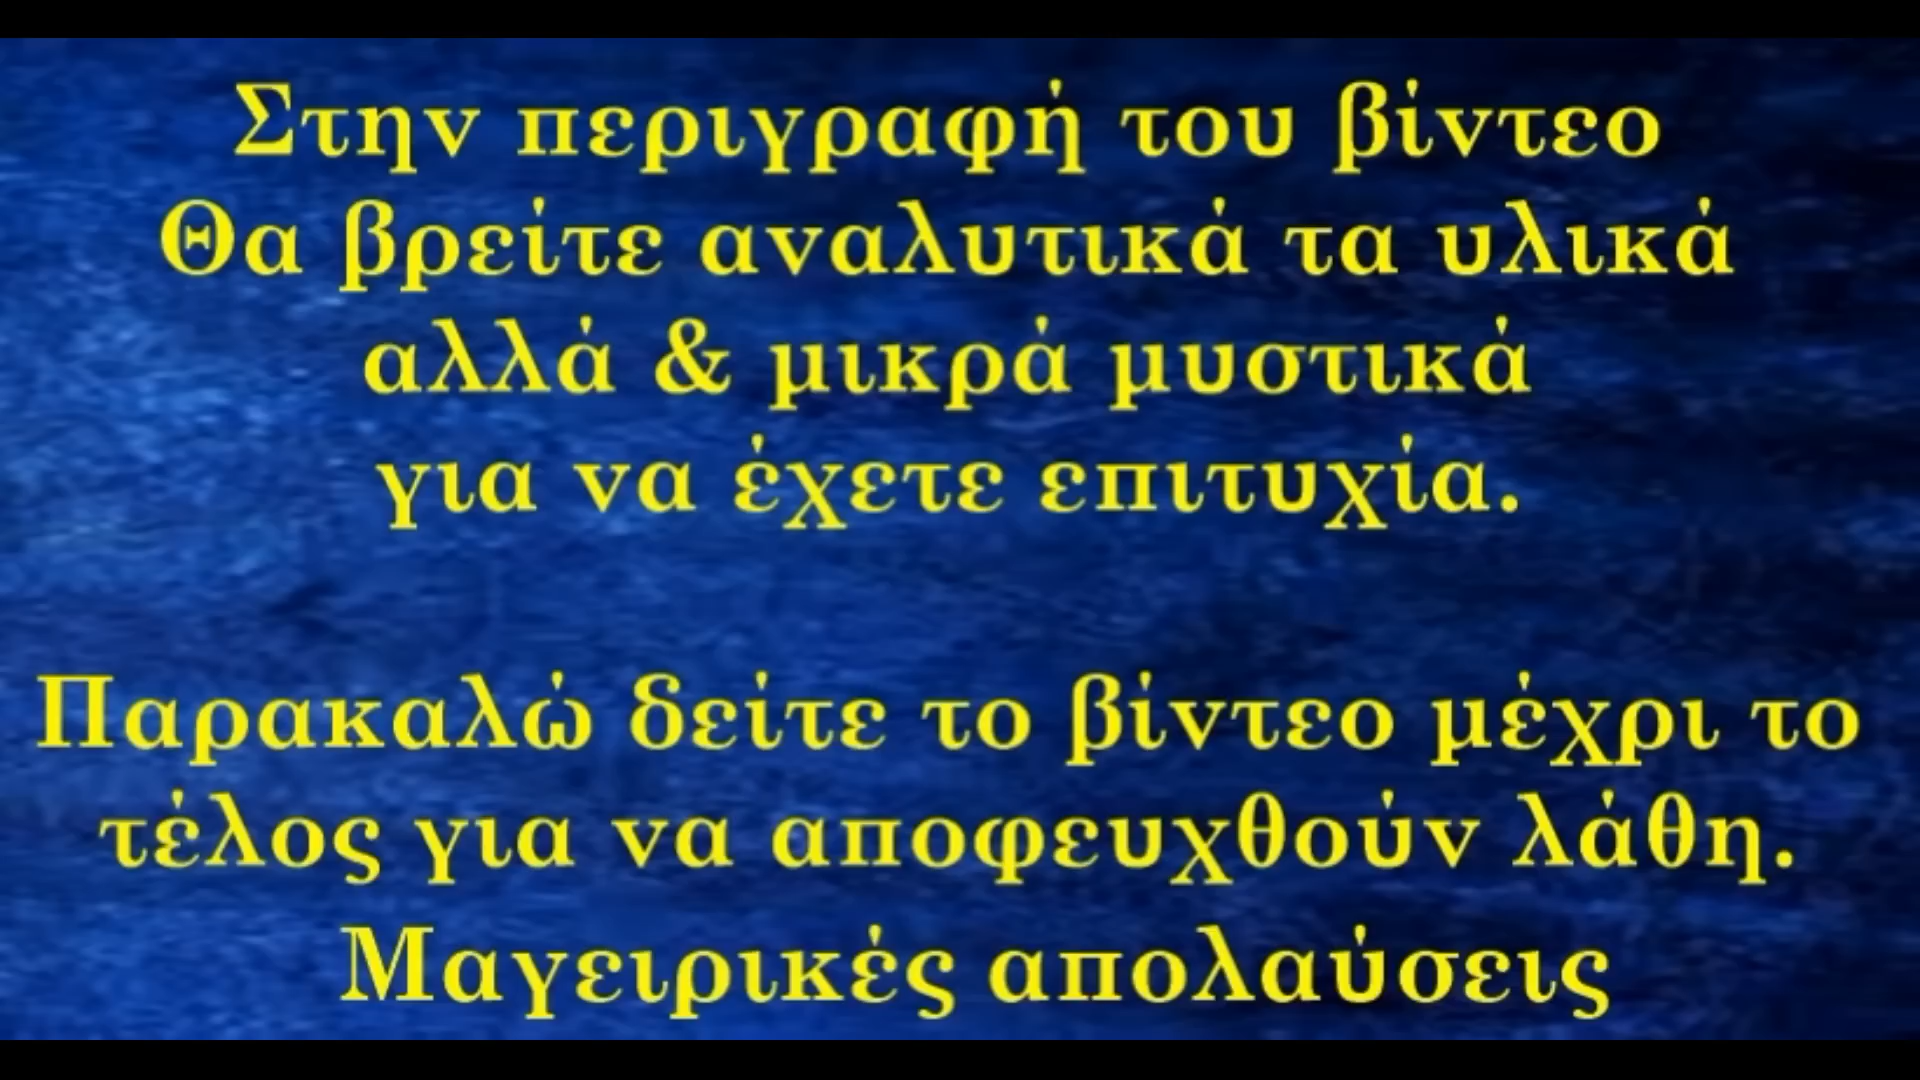 Στην περιγραφή του βίντεο
Θα βρείτε αναλυτικά τα υλικά
αλλά & μικρά μυστικά
για να έχετε επιτυχία.
Παρακαλώ δείτε το βίντεο μέχρι το
τέλος για να αποφευχθούν λάθη.
Μαγειρικές απολαύσεις